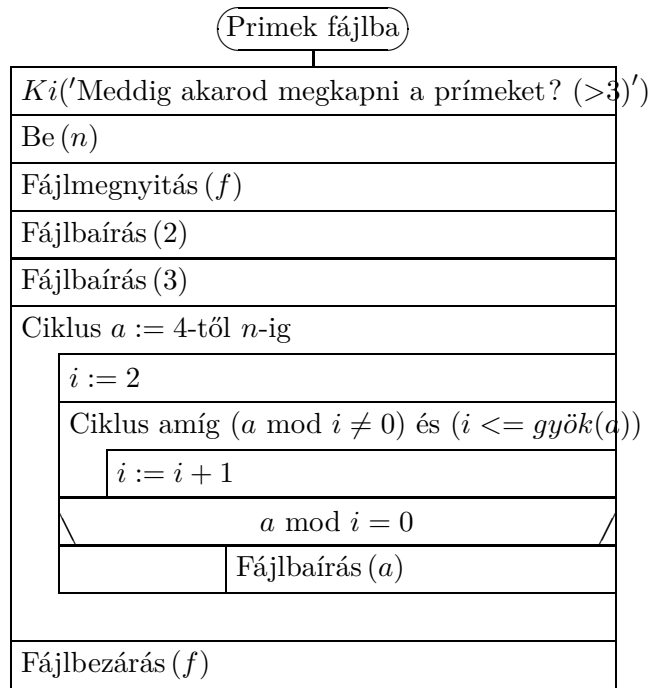 Primek fájlba
Ki('Meddig akarod megkapni a prímeket? (>3)')
Be (n)
Fájlmegnyitás (f)
Fájlbaírás (2)
Fájlbaírás (3)
Ciklus a := 4-től n-ig
i := 2
Ciklus amíg (a mod i ≠ 0) és (i <= gyök(a))
i := i + 1
a mod i = 0
Fájlbaírás (a)
Fájlbezárás (f)